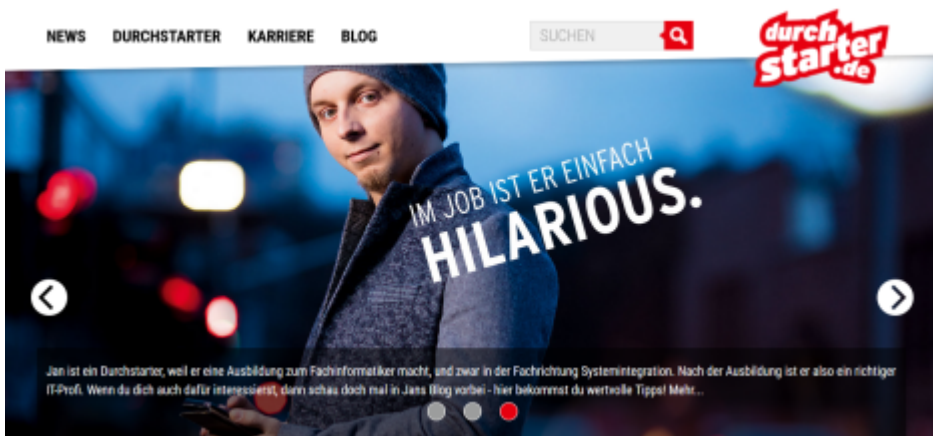 NEWS DURCHSTARTER KARRIERE BLOG SUCHEN
durch
starter
.de
IM JOB IST ER EINFACH
HILARIOUS.
Jan ist ein Durchstarter, weil er eine Ausbildung zum Fachinformatiker macht, und zwar in der Fachrichtung Systemintegration. Nach der Ausbildung ist er also ein richtiger
IT-Profi. Wenn du dich auch dafür interessierst, dann schau doch mal in Jans Blog vorbei - hier bekommst du wertvolle Tipps! Mehr...